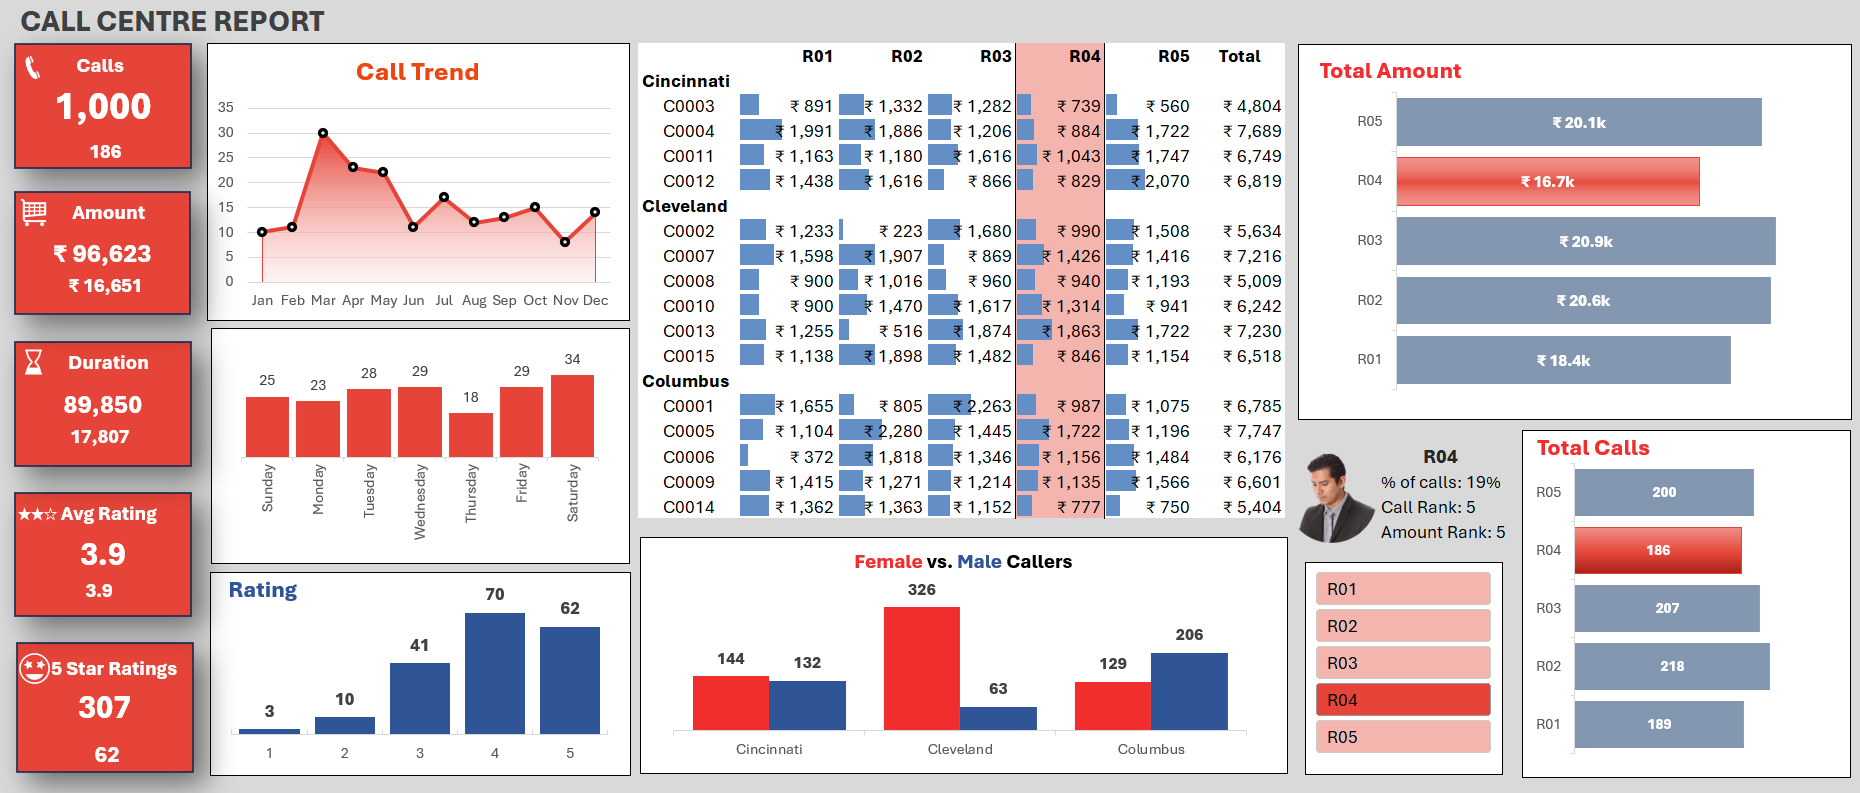 CALL CENTRE REPORT
Calls
1,000
186
Amount
₹ 96,623
₹ 16,651
Duration
89,850
17,807
Avg Rating
3.9
3.9
5 Star Ratings
307
62
Call Trend
35
30
25
20
15
10
5
0
Jan Feb Mar Apr May Jun Jul Aug Sep Oct Nov Dec
25 23 28 29 18 29 34
Sunday Monday Tuesday Wednesday Thursday Friday Saturday
Rating
3 10 41 70 62
1 2 3 4 5
R01 R02 R03 R04 R05 Total
Cincinnati
C0003 ₹ 891 ₹ 1,332 ₹ 1,282 ₹ 739 ₹ 560 ₹ 4,804
C0004 ₹ 1,991 ₹ 1,886 ₹ 1,206 ₹ 884 ₹ 1,722 ₹ 7,689
C0011 ₹ 1,163 ₹ 1,180 ₹ 1,616 ₹ 1,043 ₹ 1,747 ₹ 6,749
C0012 ₹ 1,438 ₹ 1,616 ₹ 866 ₹ 829 ₹ 2,070 ₹ 6,819
Cleveland
C0002 ₹ 1,233 ₹ 223 ₹ 1,680 ₹ 990 ₹ 1,508 ₹ 5,634
C0007 ₹ 1,598 ₹ 1,907 ₹ 869 ₹ 1,426 ₹ 1,416 ₹ 7,216
C0008 ₹ 900 ₹ 1,016 ₹ 960 ₹ 940 ₹ 1,193 ₹ 5,009
C0010 ₹ 900 ₹ 1,470 ₹ 1,617 ₹ 1,314 ₹ 941 ₹ 6,242
C0013 ₹ 1,255 ₹ 516 ₹ 1,874 ₹ 1,863 ₹ 1,722 ₹ 7,230
C0015 ₹ 1,138 ₹ 1,898 ₹ 1,482 ₹ 846 ₹ 1,154 ₹ 6,518
Columbus
C0001 ₹ 1,655 ₹ 805 ₹ 2,263 ₹ 987 ₹ 1,075 ₹ 6,785
C0005 ₹ 1,104 ₹ 2,280 ₹ 1,445 ₹ 1,722 ₹ 1,196 ₹ 7,747
C0006 ₹ 372 ₹ 1,818 ₹ 1,346 ₹ 1,156 ₹ 1,484 ₹ 6,176
C0009 ₹ 1,415 ₹ 1,271 ₹ 1,214 ₹ 1,135 ₹ 1,566 ₹ 6,601
C0014 ₹ 1,362 ₹ 1,363 ₹ 1,152 ₹ 777 ₹ 750 ₹ 5,404
Female vs. Male Callers
144 132 326 63 129 206
Cincinnati Cleveland Columbus
Total Amount
R05 ₹ 20.1k
R04 ₹ 16.7k
R03 ₹ 20.9k
R02 ₹ 20.6k
R01 ₹ 18.4k
R04
% of calls: 19%
Call Rank: 5
Amount Rank: 5
R01
R02
R03
R04
R05
Total Calls
R05 200
R04 186
R03 207
R02 218
R01 189